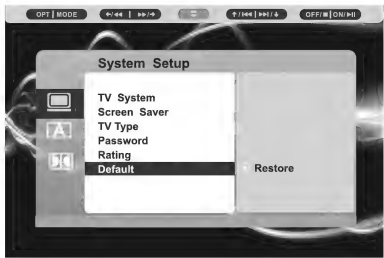 OPT | MODE
←/◀◀ | ▶▶/→
=
↑/I◀◀ | ▶▶I/↓
OFF/■ | ON/▶II
System Setup
TV System
Screen Saver
TV Type
Password
Rating
Default
Restore
A